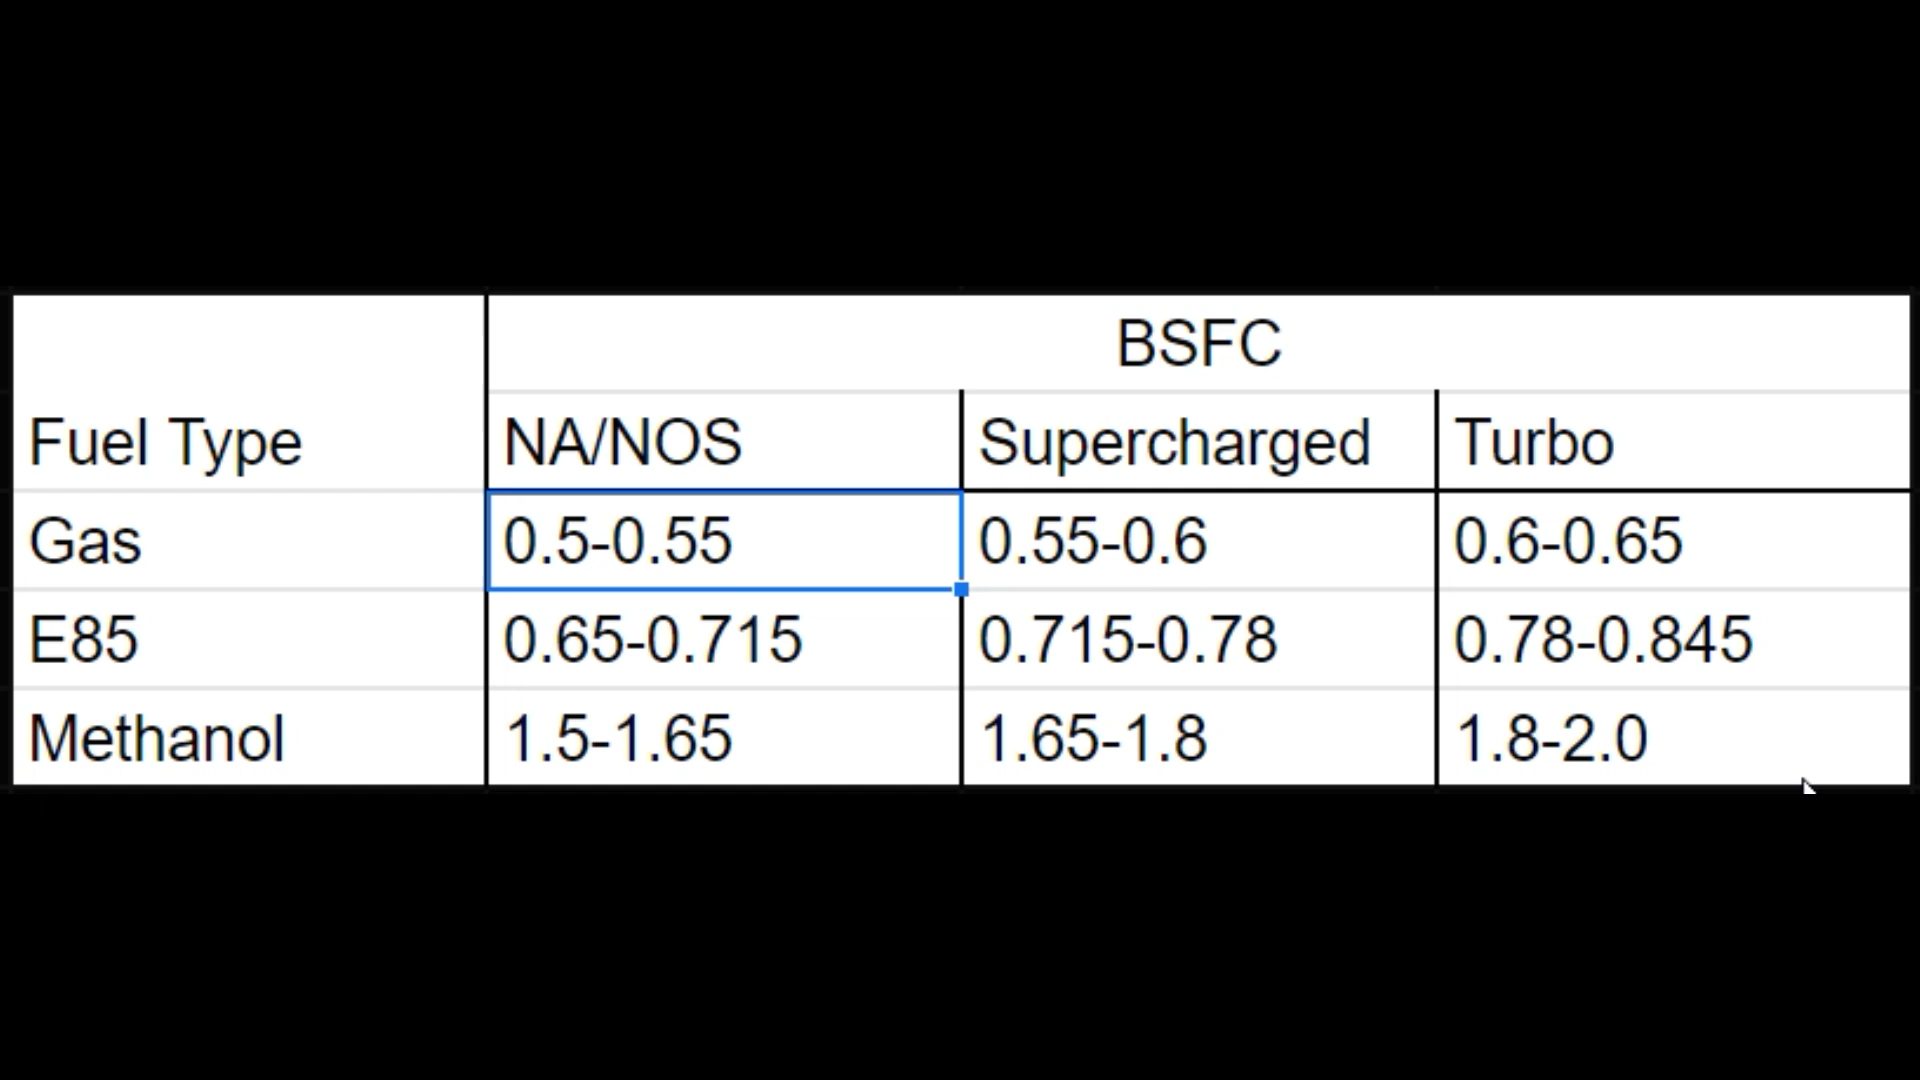 BSFC
Fuel Type NA/NOS Supercharged Turbo
Gas 0.5-0.55 0.55-0.6 0.6-0.65
E85 0.65-0.715 0.715-0.78 0.78-0.845
Methanol 1.5-1.65 1.65-1.8 1.8-2.0